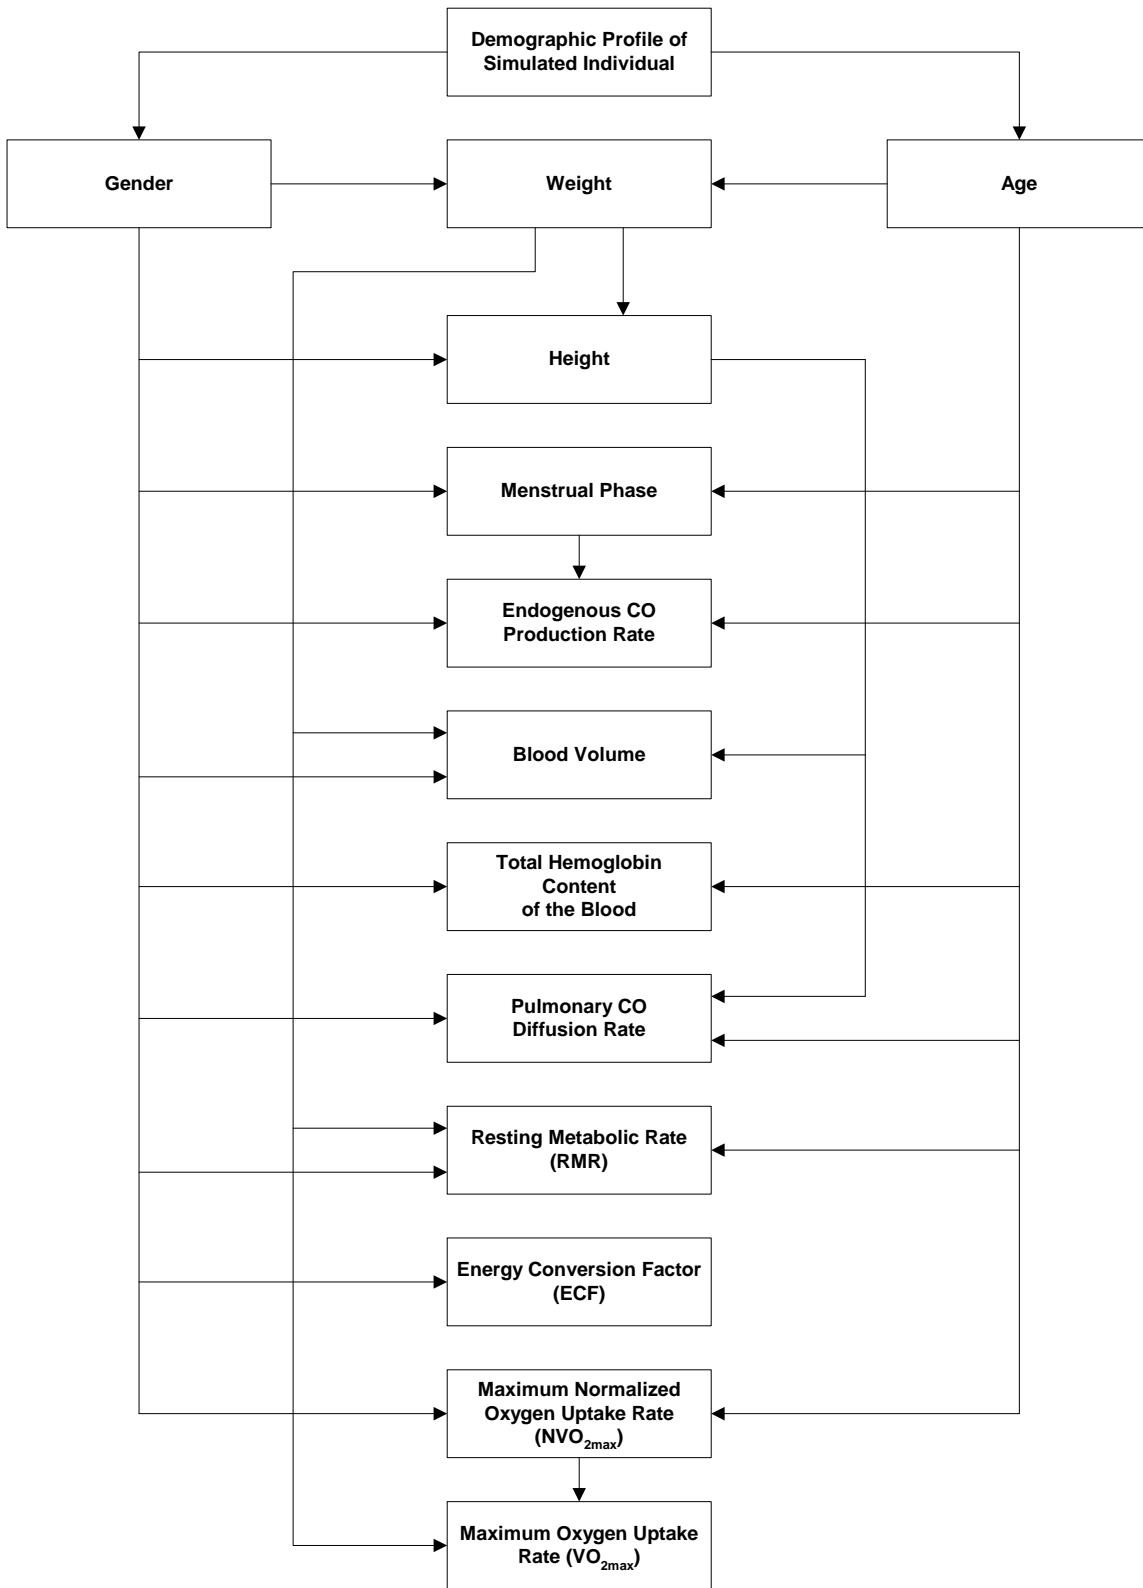 Demographic Profile of
Simulated Individual
Gender
Weight
Age
Height
Menstrual Phase
Endogenous CO
Production Rate
Blood Volume
Total Hemoglobin
Content
of the Blood
Pulmonary CO
Diffusion Rate
Resting Metabolic Rate
(RMR)
Energy Conversion Factor
(ECF)
Maximum Normalized
Oxygen Uptake Rate
(NVO2max)
Maximum Oxygen Uptake
Rate (VO2max)